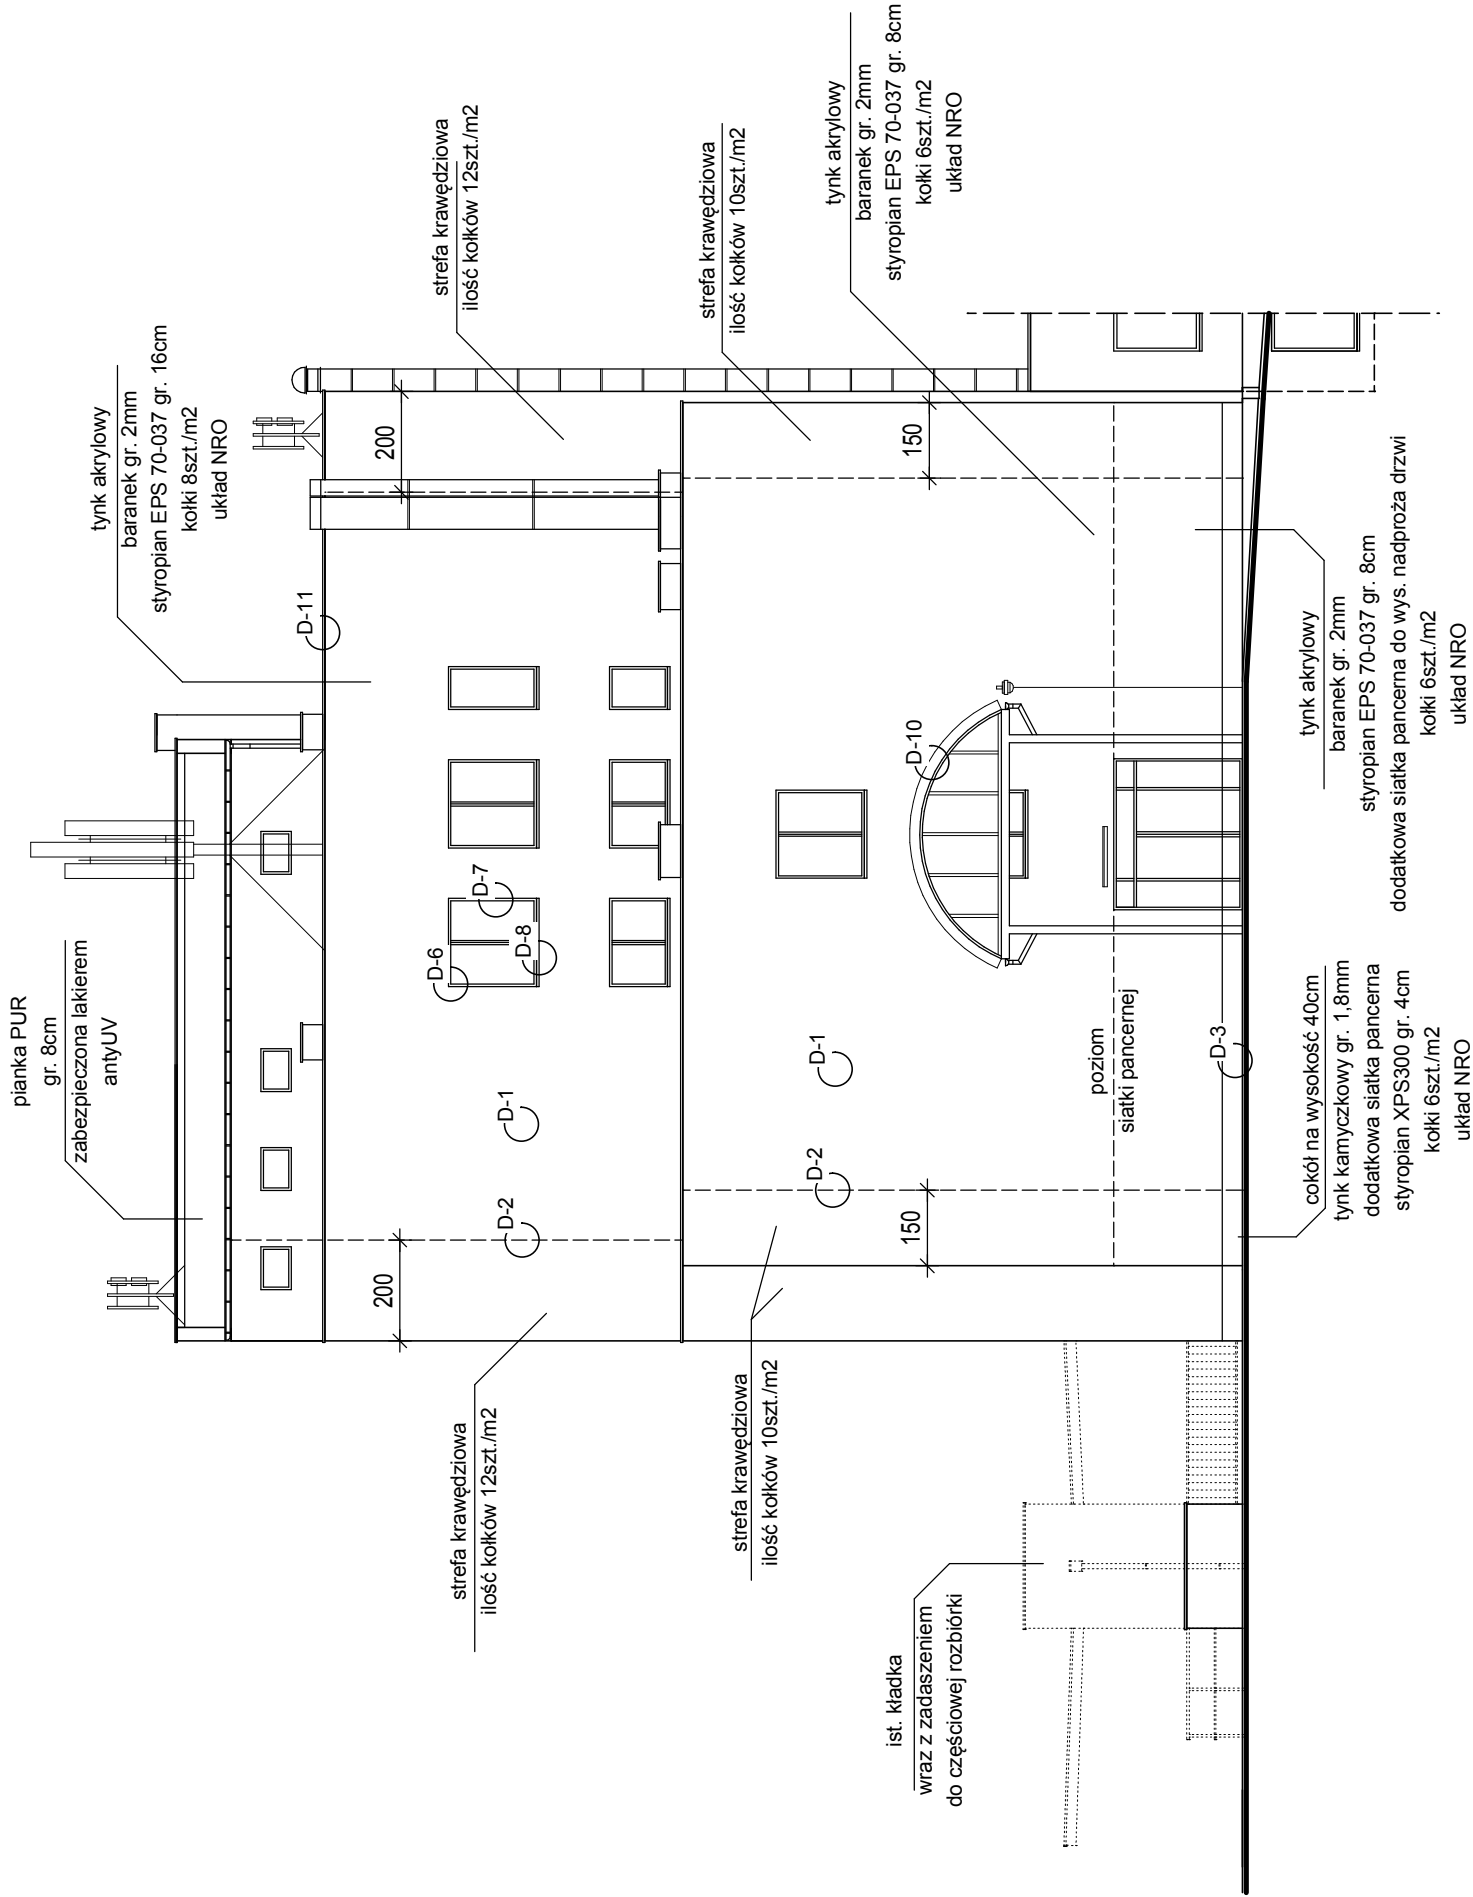 pianka PUR
gr. 8cm
zabezpieczona lakierem
antyUV
tynk akrylowy
baranek gr. 2mm
styropian EPS 70-037 gr. 16cm
kołki 8szt./m2
układ NRO
strefa krawędziowa
ilość kołków 12szt./m2
strefa krawędziowa
ilość kołków 10szt./m2
tynk akrylowy
baranek gr. 2mm
styropian EPS 70-037 gr. 8cm
kołki 6szt./m2
układ NRO
D-11
200
200
D-6
D-7
D-8
D-1
D-2
strefa krawędziowa
ilość kołków 12szt./m2
strefa krawędziowa
ilość kołków 10szt./m2
D-1
D-2
D-10
150
150
poziom
siatki pancernej
D-3
ist. kładka
wraz z zadaszeniem
do częściowej rozbiórki
cokół na wysokość 40cm
tynk kamyczkowy gr. 1,8mm
dodatkowa siatka pancerna
styropian XPS300 gr. 4cm
kołki 6szt./m2
układ NRO
tynk akrylowy
baranek gr. 2mm
styropian EPS 70-037 gr. 8cm
dodatkowa siatka pancerna do wys. nadproża drzwi
kołki 6szt./m2
układ NRO